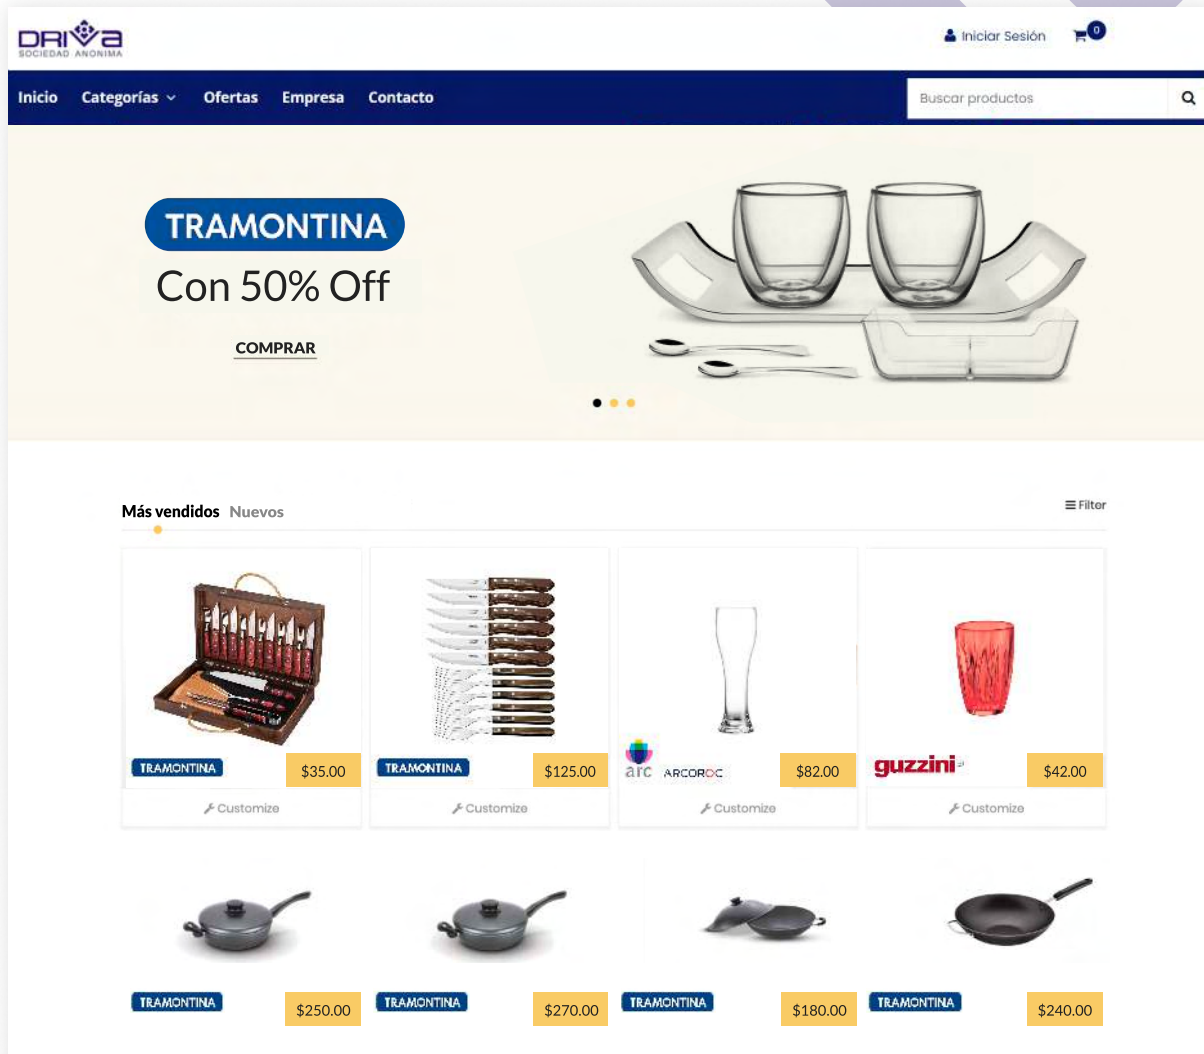 DRIVA
SOCIEDAD ANONIMA
Iniciar Sesión
0
Inicio Categorías Ofertas Empresa Contacto
Buscar productos
TRAMONTINA
Con 50% Off
COMPRAR
Más vendidos Nuevos
Filter
TRAMONTINA $35.00
TRAMONTINA $125.00
arc ARCOROC $82.00
guzzini $42.00
Customize
Customize
Customize
Customize
TRAMONTINA $250.00
TRAMONTINA $270.00
TRAMONTINA $180.00
TRAMONTINA $240.00